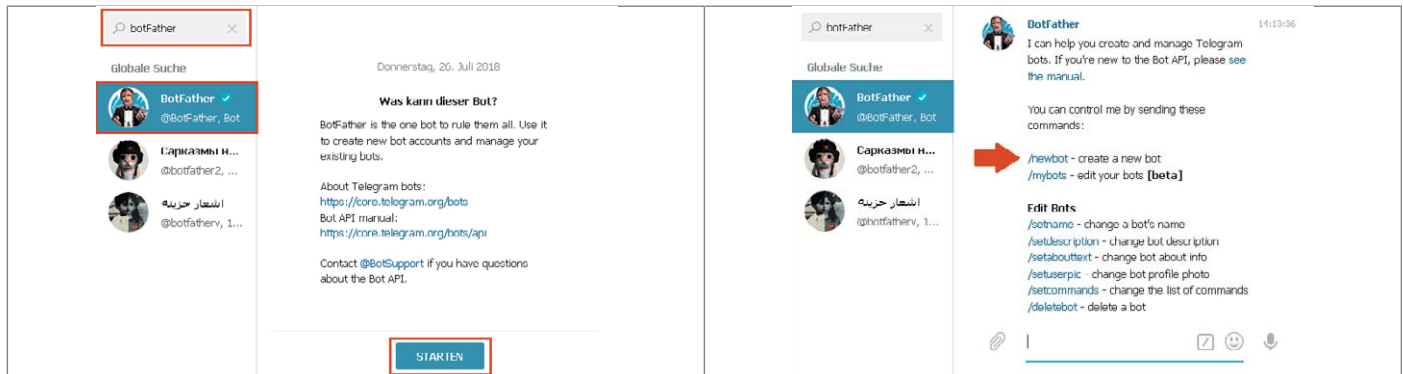 botFather
Globale Suche
BotFather
@BotFather, Bot
Сарказмы н...
@botfather2, ...
اشعار حزينه
@botfatherv, 1...
Donnerstag, 26. Juli 2018
Was kann dieser Bot?
BotFather is the one bot to rule them all. Use it
to create new bot accounts and manage your
existing bots.
About Telegram bots:
https://core.telegram.org/bots
Bot API manual:
https://core.telegram.org/bots/api
Contact @BotSupport if you have questions
about the Bot API.
STARTEN
botFather
Globale Suche
BotFather
@BotFather, Bot
Сарказмы н...
@botfather2, ...
اشعار حزينه
@botfatherv, 1...
BotFather 14:13:36
I can help you create and manage Telegram
bots. If you're new to the Bot API, please see
the manual.
You can control me by sending these
commands:
/newbot - create a new bot
/mybots - edit your bots [beta]
Edit Bots
/setname - change a bot's name
/setdescription - change bot description
/setabouttext - change bot about info
/setuserpic - change bot profile photo
/setcommands - change the list of commands
/deletebot - delete a bot